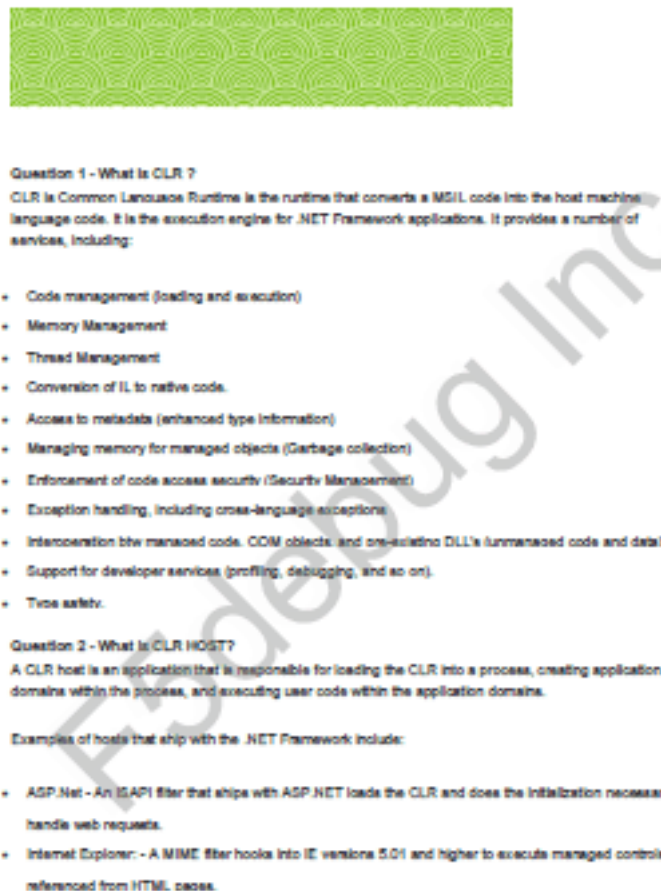 Question 1 - What is CLR ?
CLR is Common Language Runtime is the runtime that converts a MSIL code into the host machine
language code. It is the execution engine for .NET Framework applications. It provides a number of
services, including:
• Code management (loading and execution)
• Memory Management
• Thread Management
• Conversion of IL to native code.
• Access to metadata (enhanced type information)
• Managing memory for managed objects (Garbage collection)
• Enforcement of code access security (Security Management)
• Exception handling, including cross-language exceptions
• Interoperation btw managed code, COM objects, and pre-existing DLL's (unmanaged code and data)
• Support for developer services (profiling, debugging, and so on).
• Type safety.
Question 2 - What is CLR HOST?
A CLR host is an application that is responsible for loading the CLR into a process, creating application
domains within the process, and executing user code within the application domains.
Examples of hosts that ship with the .NET Framework include:
• ASP.Net - An ISAPI filter that ships with ASP.NET loads the CLR and does the initialization necessar
handle web requests.
• Internet Explorer: - A MIME filter hooks into IE versions 5.01 and higher to execute managed controls
referenced from HTML pages.
F5debug Inc